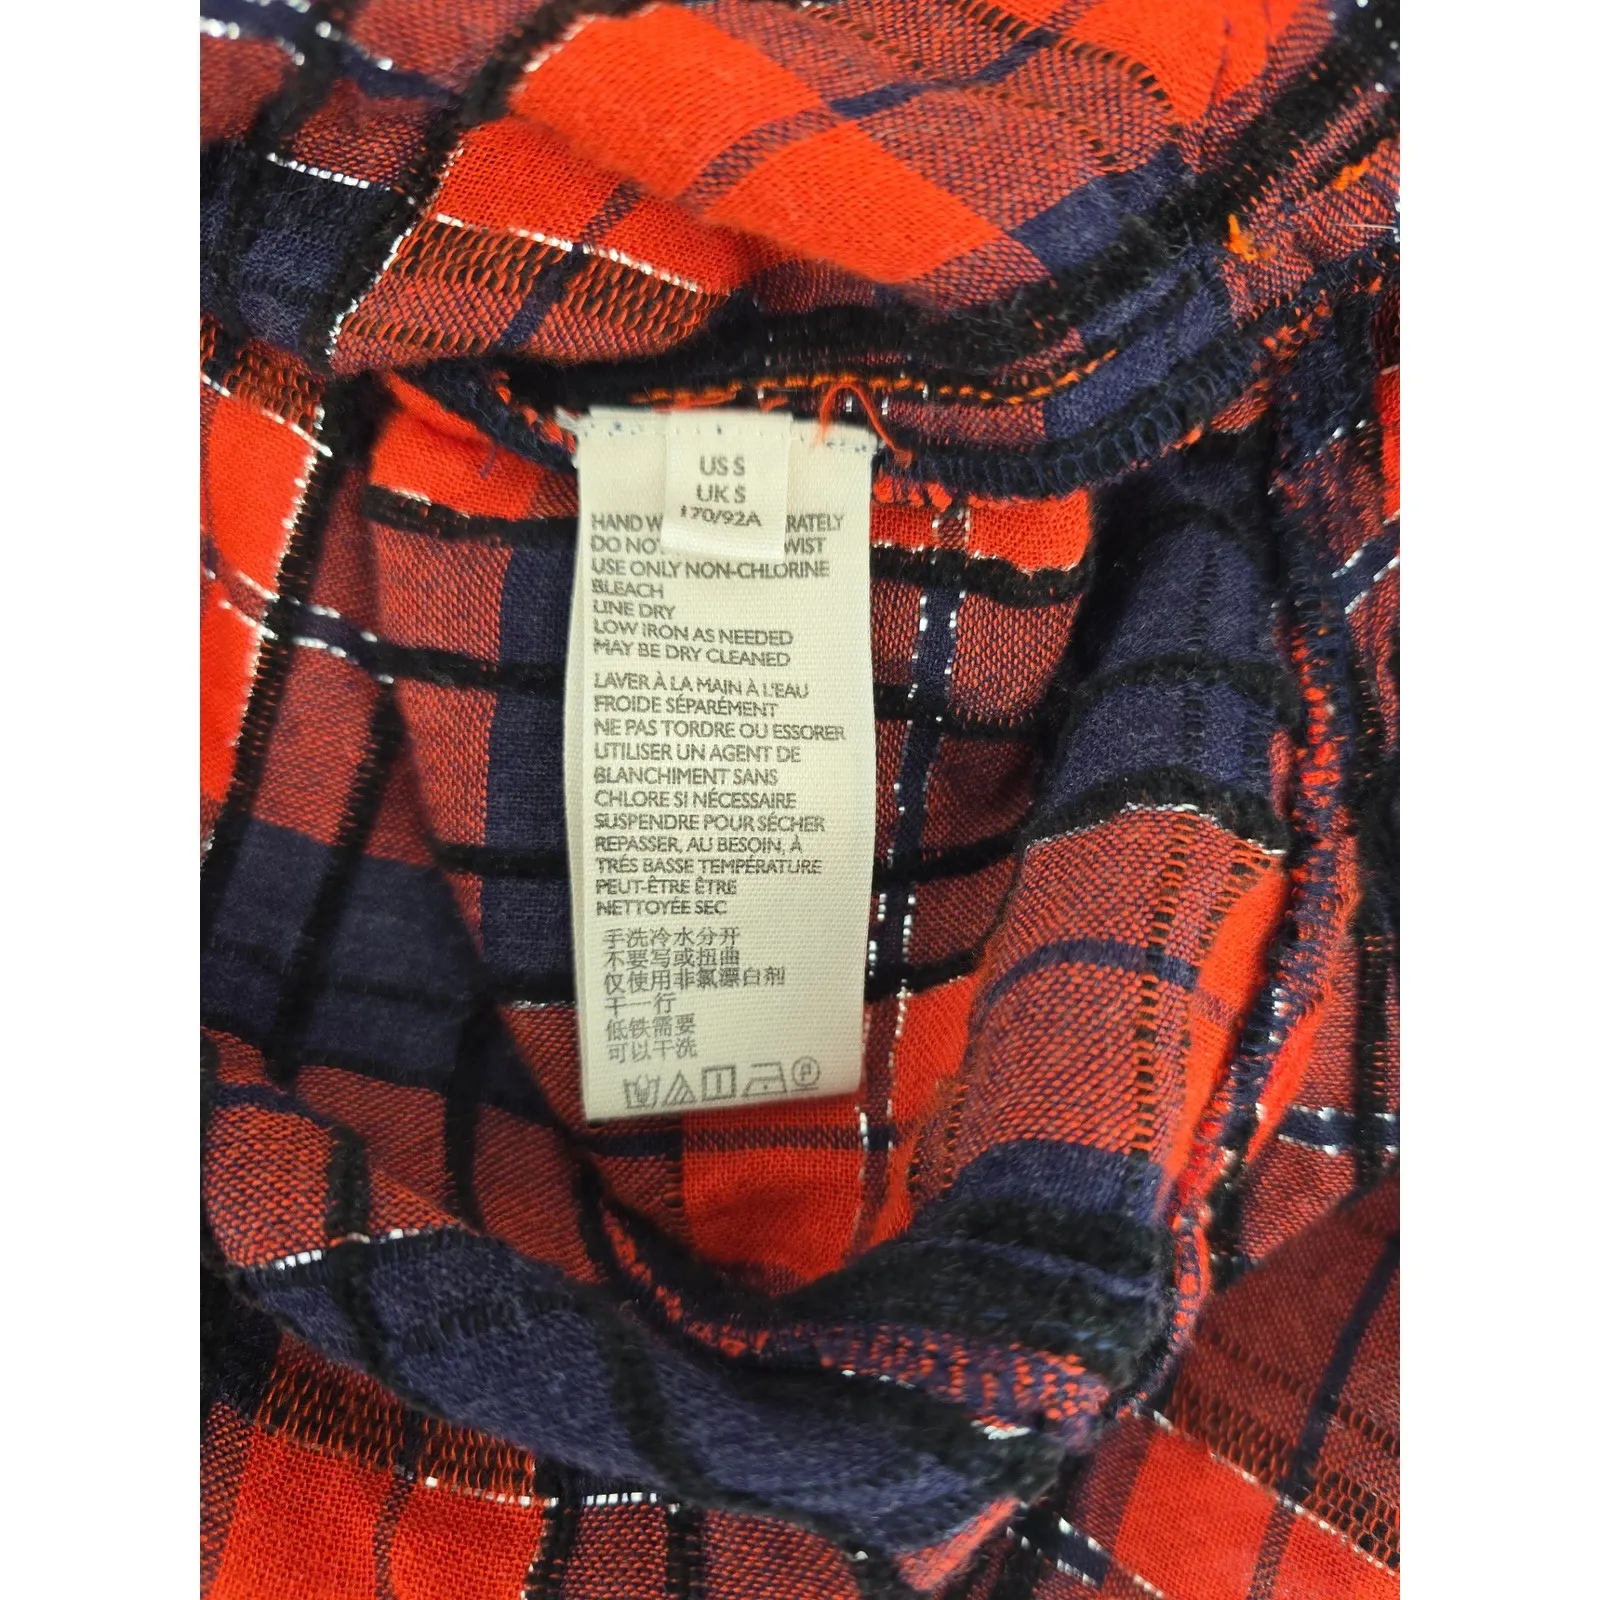 US S
UK S
170/92A
HAND W RATELY
DO NOT WIST
USE ONLY NON-CHLORINE
BLEACH
LINE DRY
LOW IRON AS NEEDED
MAY BE DRY CLEANED
LAVER À LA MAIN À L'EAU
FROIDE SÉPARÉMENT
NE PAS TORDRE OU ESSORER
UTILISER UN AGENT DE
BLANCHIMENT SANS
CHLORE SI NÉCESSAIRE
SUSPENDRE POUR SÉCHER
REPASSER, AU BESOIN, À
TRÉS BASSE TEMPÉRATURE
PEUT-ÊTRE ÊTRE
NETTOYÉE SEC
手洗冷水分开
不要写或扭曲
仅使用非氯漂白剂
干一行
低铁需要
可以干洗
P